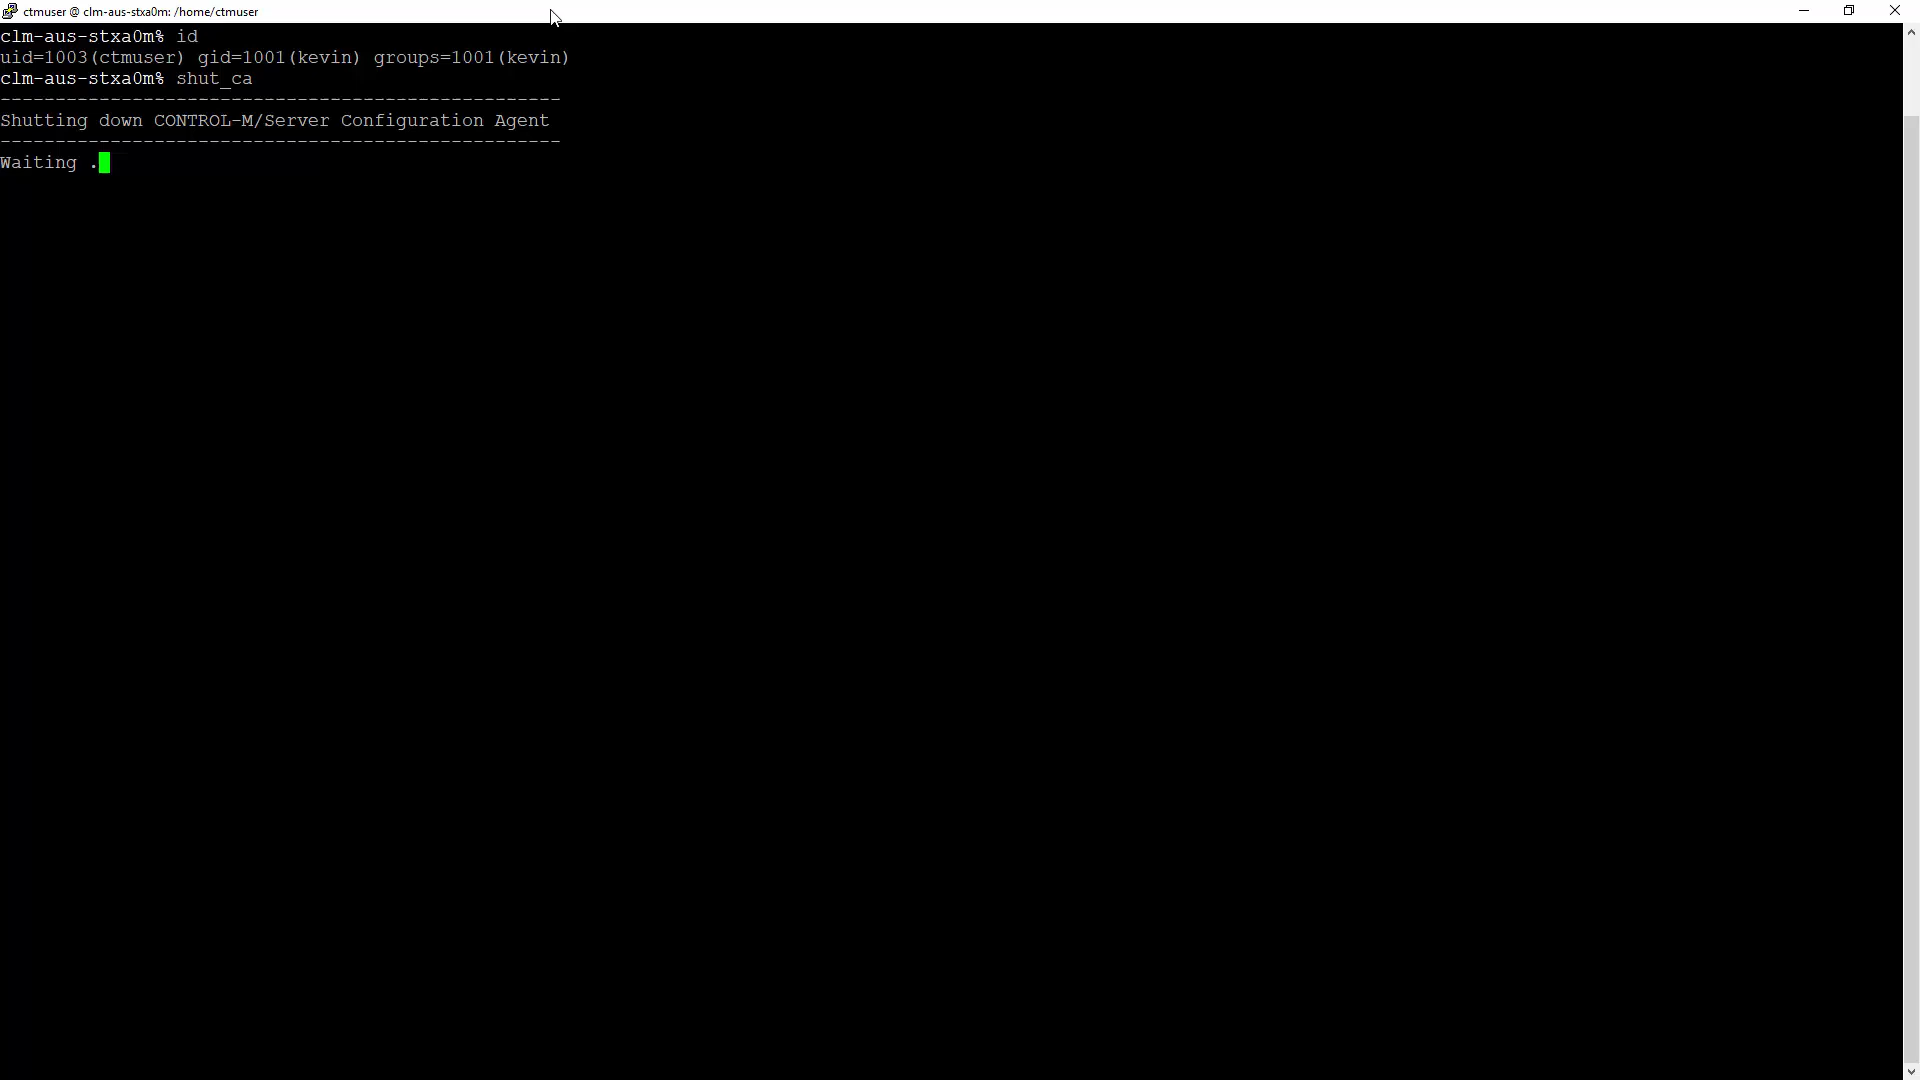 ctmuser @ clm-aus-stxa0m: /home/ctmuser
clm-aus-stxa0m% id
uid=1003(ctmuser) gid=1001(kevin) groups=1001(kevin)
clm-aus-stxa0m% shut_ca
---------------------------------------------------
Shutting down CONTROL-M/Server Configuration Agent
---------------------------------------------------
Waiting .